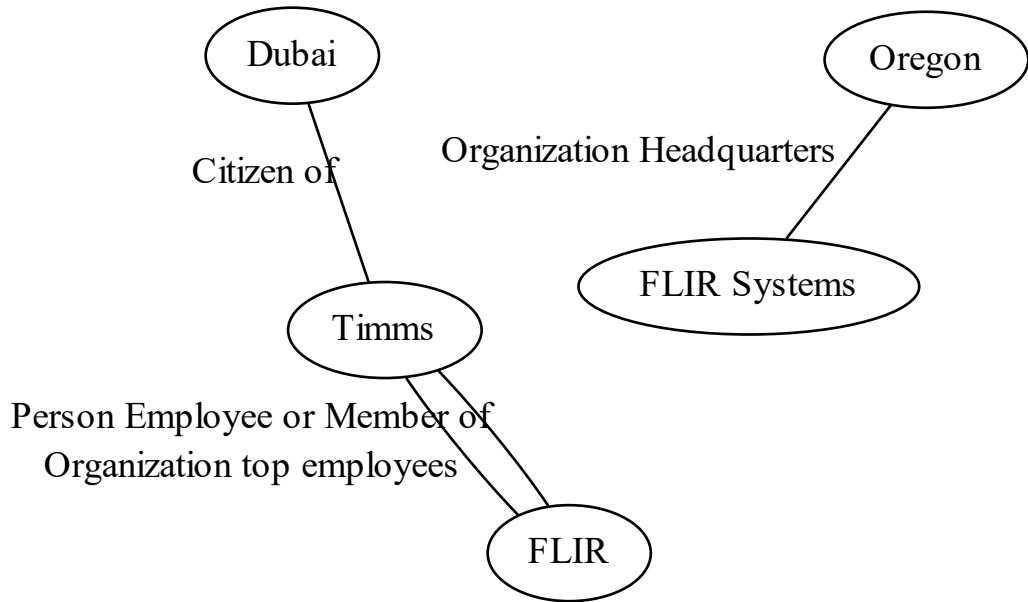 Dubai
Oregon
Organization Headquarters
Citizen of
FLIR Systems
Timms
Person Employee or Member of
Organization top employees
FLIR